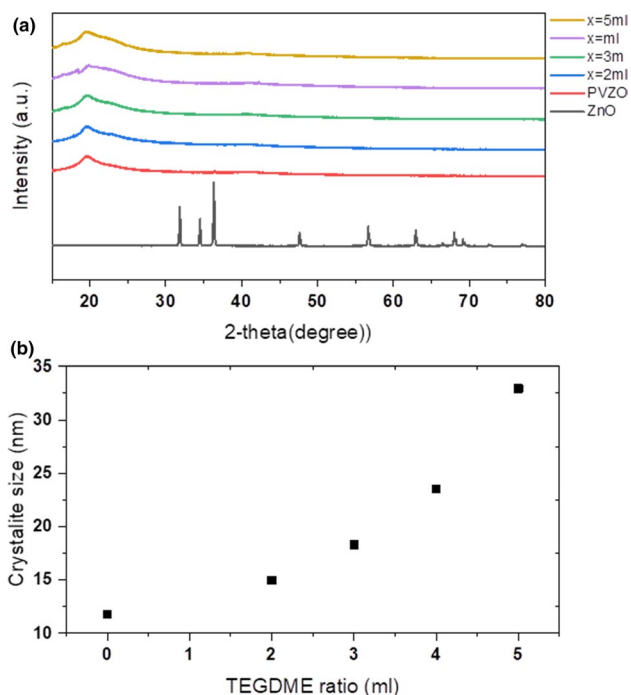 (a)
x=5ml
x=ml
x=3m
x=2ml
PVZO
ZnO
Intensity (a.u.)
20 30 40 50 60 70 80
2-theta(degree))
(b)
35
30
25
20
15
10
Crystalite size (nm)
0 1 2 3 4 5
TEGDME ratio (ml)